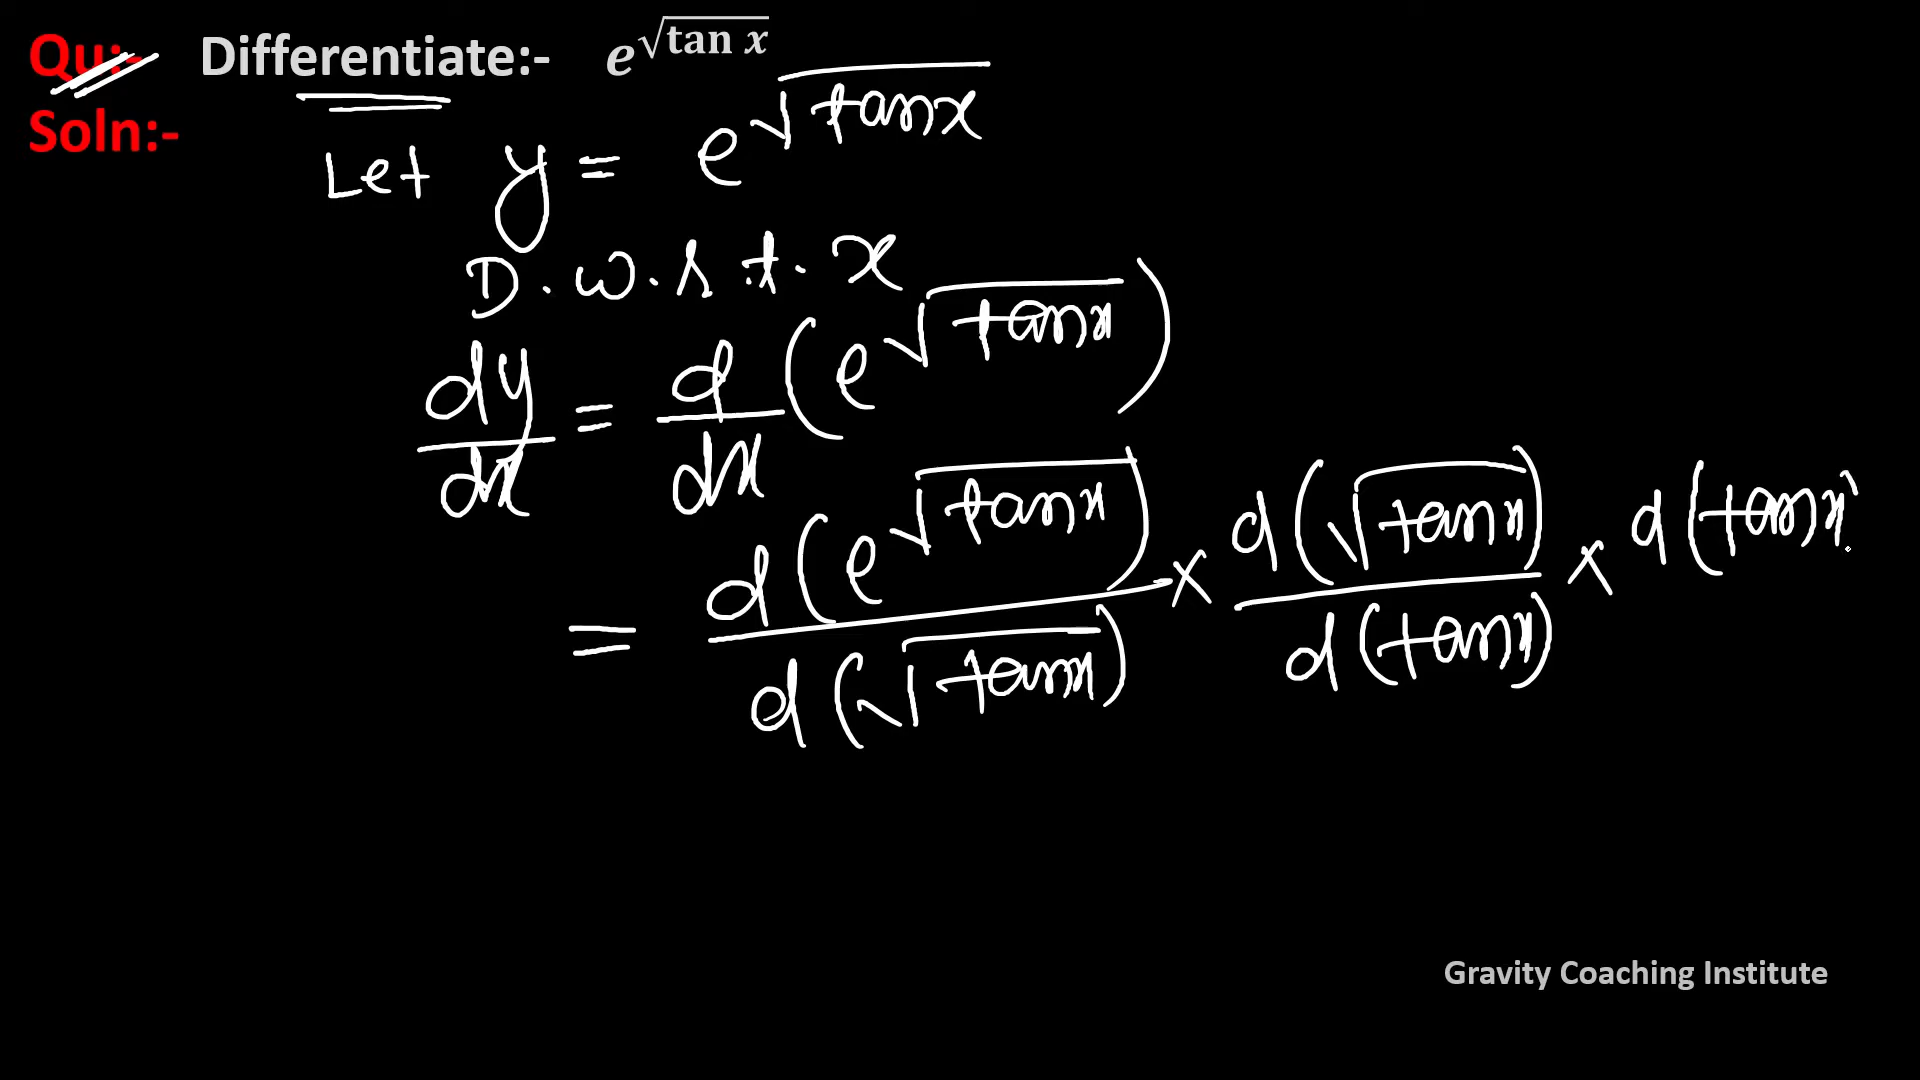 Qu:- Differentiate:- e^√tan x
Soln:-
Let y = e^√tanx
D.w.r.t. x
dy/dx = d/dx (e^√tanx)
= d(e^√tanx)/d(√tanx) × d(√tanx)/d(tanx) × d(tanx)
Gravity Coaching Institute